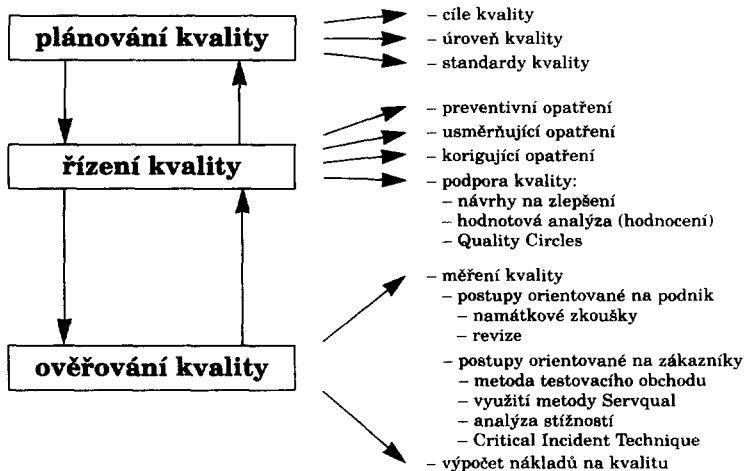 plánování kvality
– cíle kvality
– úroveň kvality
– standardy kvality
řízení kvality
– preventivní opatření
– usměrňující opatření
– korigující opatření
– podpora kvality:
– návrhy na zlepšení
– hodnotová analýza (hodnocení)
– Quality Circles
ověřování kvality
– měření kvality
– postupy orientované na podnik
– namátkové zkoušky
– revize
– postupy orientované na zákazníky
– metoda testovacího obchodu
– využití metody Servqual
– analýza stížností
– Critical Incident Technique
– výpočet nákladů na kvalitu